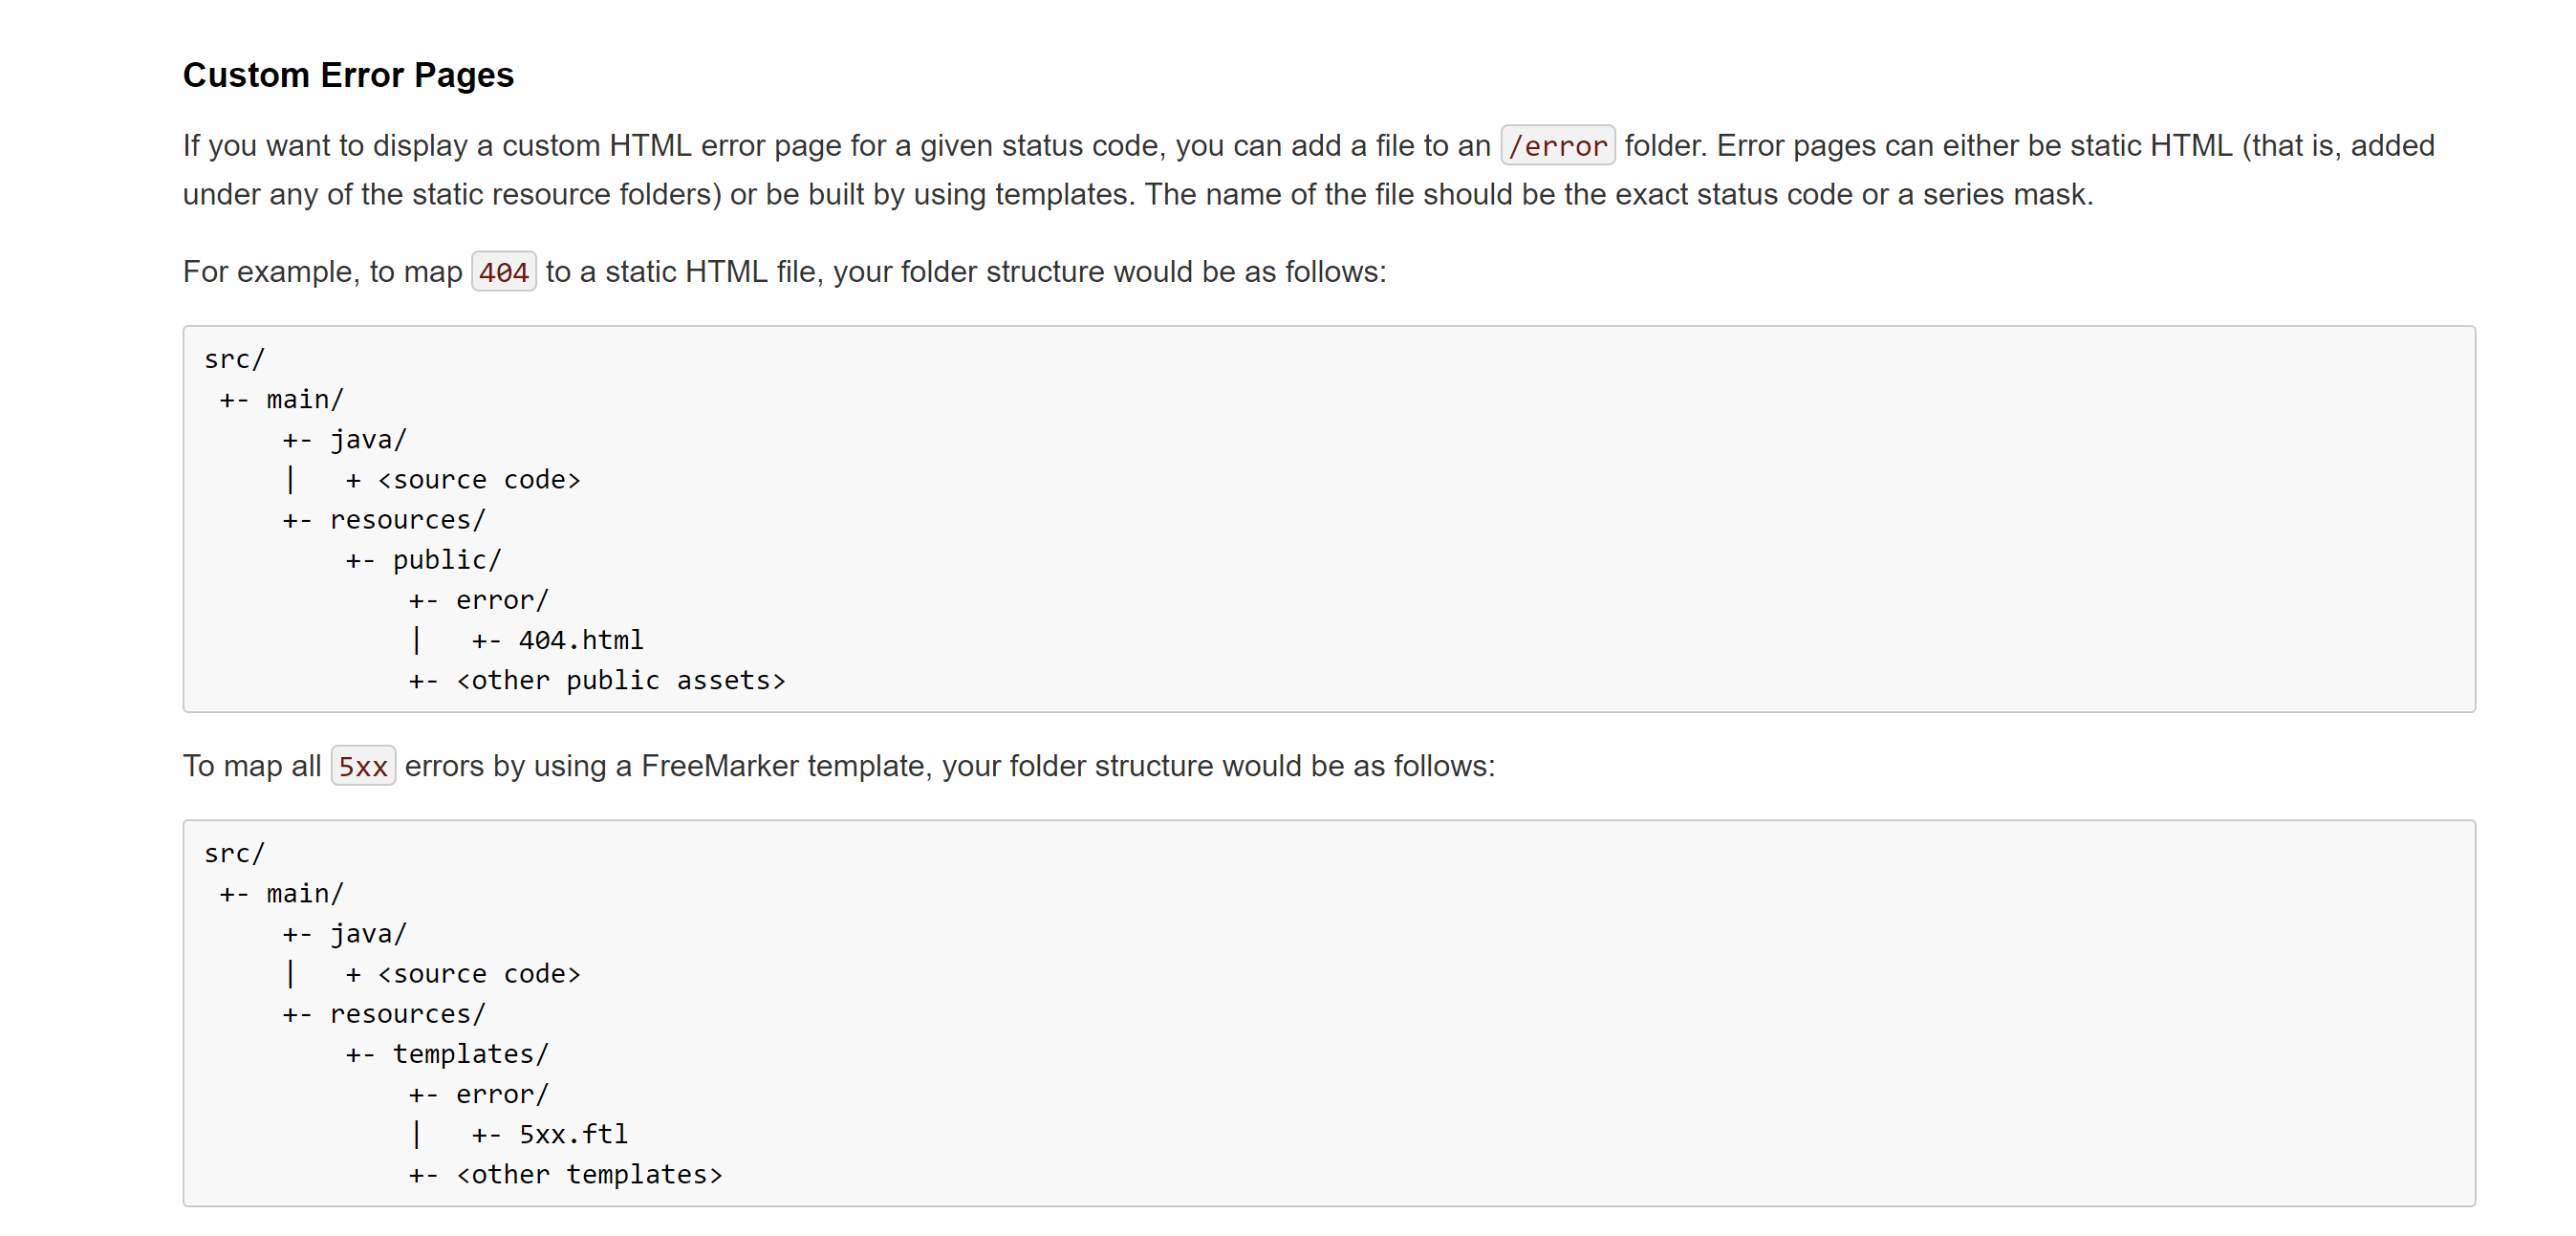 Custom Error Pages
If you want to display a custom HTML error page for a given status code, you can add a file to an /error folder. Error pages can either be static HTML (that is, added
under any of the static resource folders) or be built by using templates. The name of the file should be the exact status code or a series mask.
For example, to map 404 to a static HTML file, your folder structure would be as follows:
src/
 +- main/
     +- java/
     |   + <source code>
     +- resources/
         +- public/
             +- error/
             |   +- 404.html
             +- <other public assets>
To map all 5xx errors by using a FreeMarker template, your folder structure would be as follows:
src/
 +- main/
     +- java/
     |   + <source code>
     +- resources/
         +- templates/
             +- error/
             |   +- 5xx.ftl
             +- <other templates>